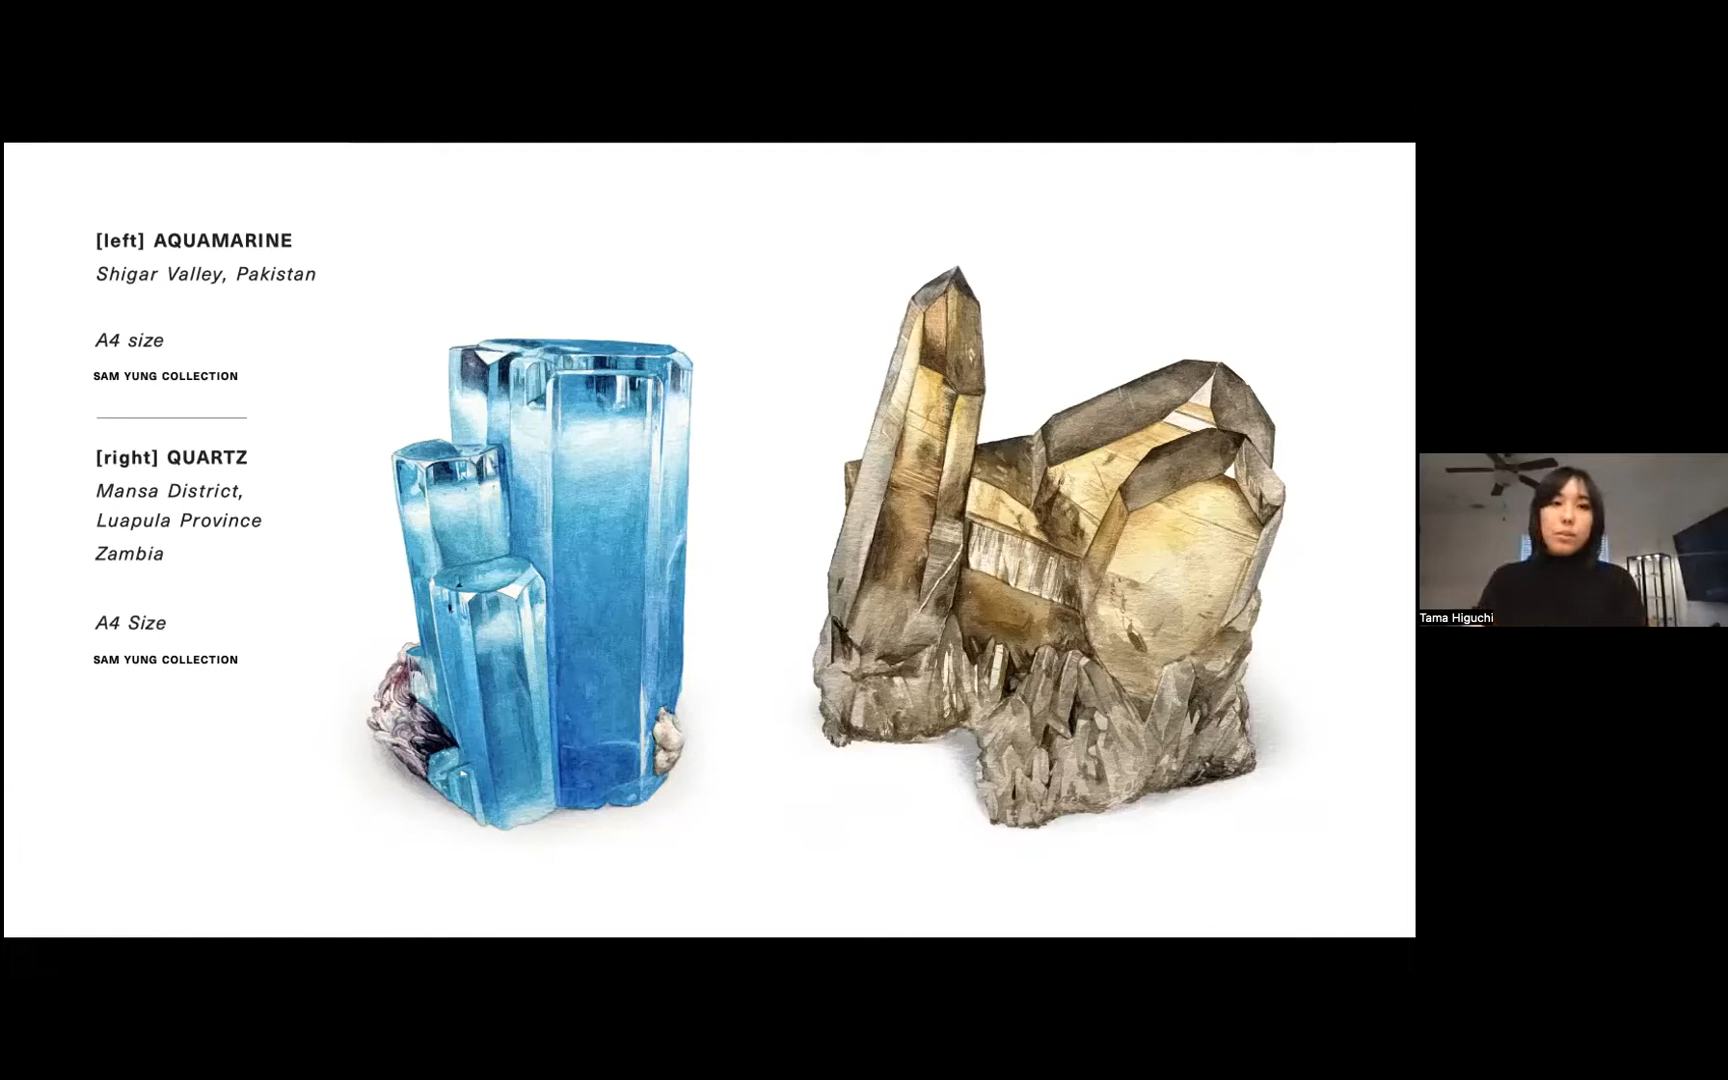 [left] AQUAMARINE
Shigar Valley, Pakistan
A4 size
SAM YUNG COLLECTION
[right] QUARTZ
Mansa District,
Luapula Province
Zambia
A4 Size
SAM YUNG COLLECTION
Tama Higuchi